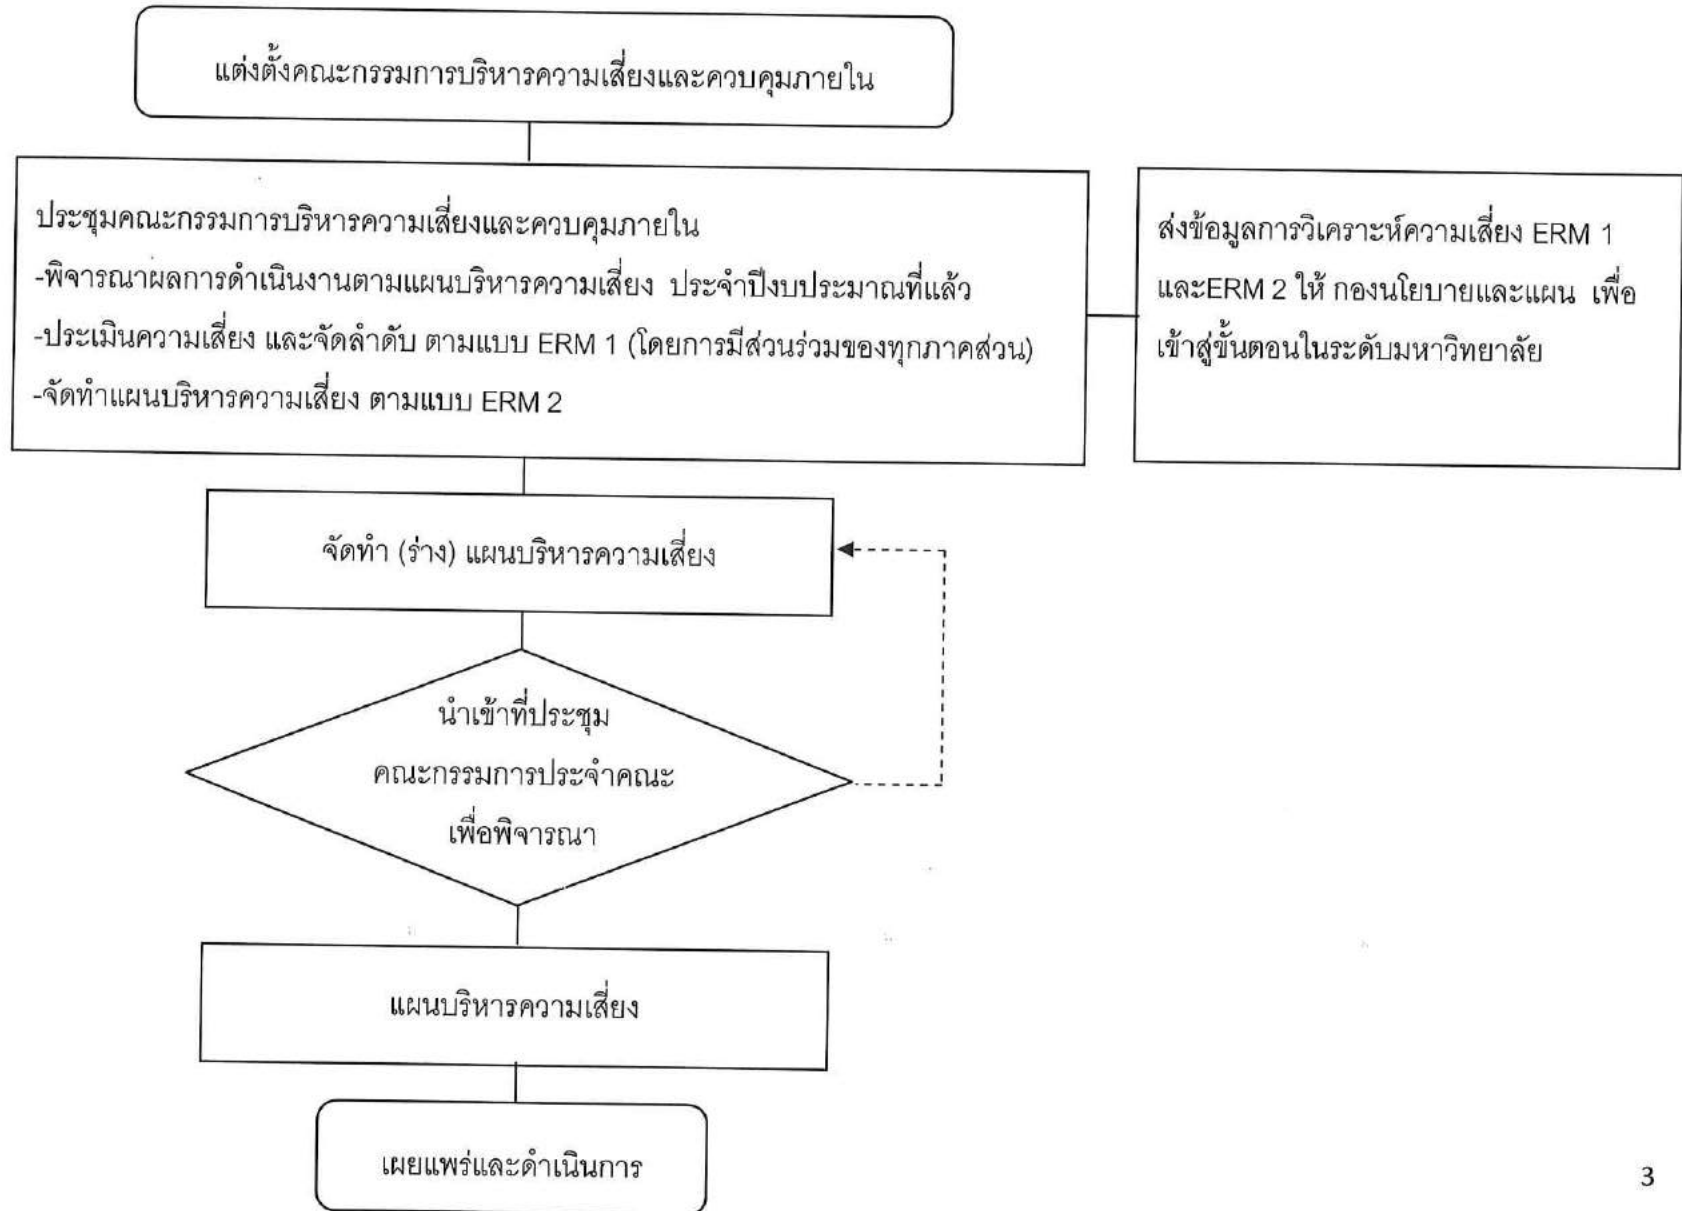 แต่งตั้งคณะกรรมการบริหารความเสี่ยงและควบคุมภายใน
ประชุมคณะกรรมการบริหารความเสี่ยงและควบคุมภายใน
-พิจารณาผลการดำเนินงานตามแผนบริหารความเสี่ยง ประจำปีงบประมาณที่แล้ว
-ประเมินความเสี่ยง และจัดลำดับ ตามแบบ ERM 1 (โดยการมีส่วนร่วมของทุกภาคส่วน)
-จัดทำแผนบริหารความเสี่ยง ตามแบบ ERM 2
ส่งข้อมูลการวิเคราะห์ความเสี่ยง ERM 1
และERM 2 ให้ กองนโยบายและแผน เพื่อ
เข้าสู่ขั้นตอนในระดับมหาวิทยาลัย
จัดทำ (ร่าง) แผนบริหารความเสี่ยง
นำเข้าที่ประชุม
คณะกรรมการประจำคณะ
เพื่อพิจารณา
แผนบริหารความเสี่ยง
เผยแพร่และดำเนินการ
3